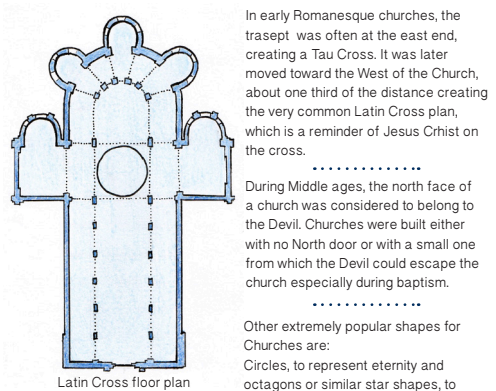 In early Romanesque churches, the
trasept was often at the east end,
creating a Tau Cross. It was later
moved toward the West of the Church,
about one third of the distance creating
the very common Latin Cross plan,
which is a reminder of Jesus Crhist on
the cross.
During Middle ages, the north face of
a church was considered to belong to
the Devil. Churches were built either
with no North door or with a small one
from which the Devil could escape the
church especially during baptism.
Other extremely popular shapes for
Churches are:
Circles, to represent eternity and
octagons or similar star shapes, to
Latin Cross floor plan